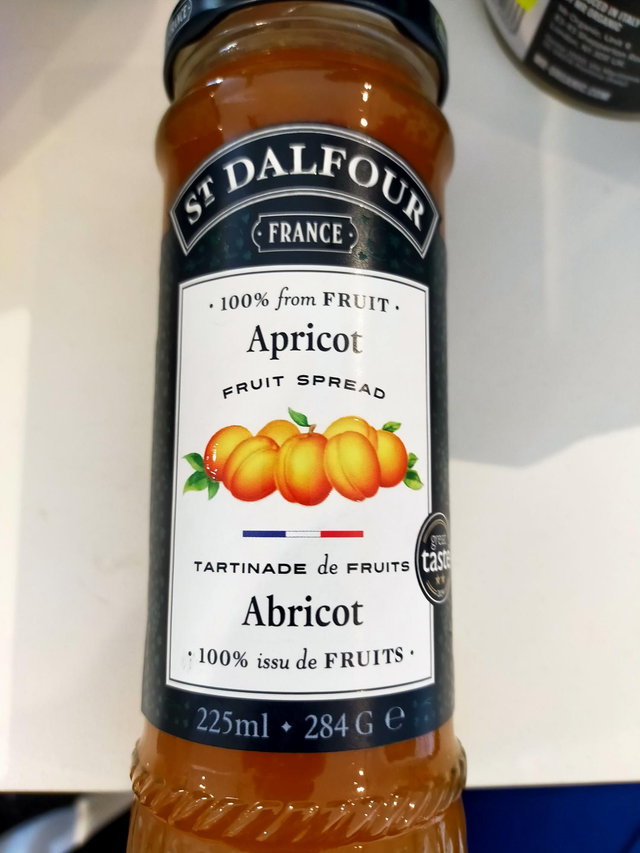 FRANCE
ST DALFOUR
FRANCE
· 100% from FRUIT ·
Apricot
FRUIT SPREAD
TARTINADE de FRUITS
Abricot
· 100% issu de FRUITS ·
225ml ✦ 284 G ℮
great
taste